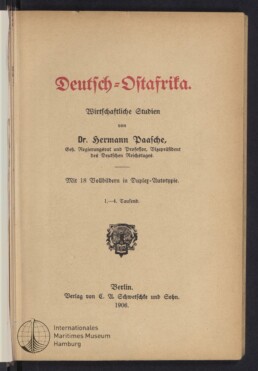 Deutsch-Ostafrika.
Wirtschaftliche Studien
von
Dr. Hermann Paasche,
Geh. Regierungsrat und Professor, Vizepräsident
des Deutschen Reichstages.
Mit 18 Vollbildern in Duplex-Autotypie.
1.—4. Tausend.
Berlin.
Verlag von C. A. Schwetschke und Sohn.
1906.
Internationales
Maritimes Museum
Hamburg